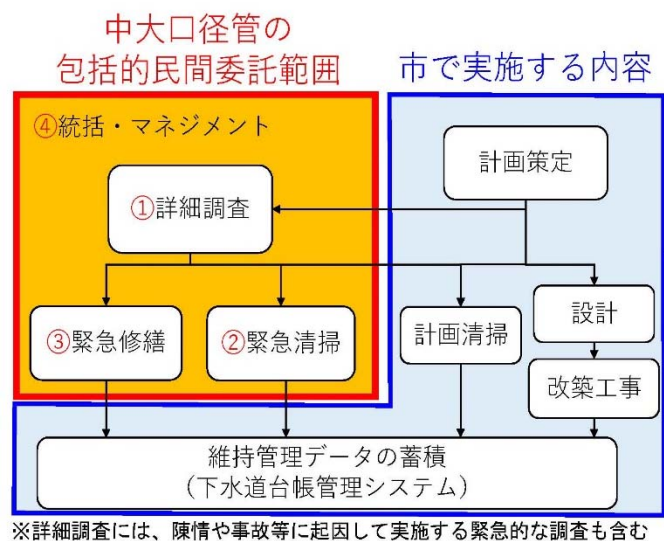 中大口径管の
包括的民間委託範囲
市で実施する内容
④統括・マネジメント
計画策定
①詳細調査
③緊急修繕
②緊急清掃
計画清掃
設計
改築工事
維持管理データの蓄積
（下水道台帳管理システム）
※詳細調査には、陳情や事故等に起因して実施する緊急的な調査も含む